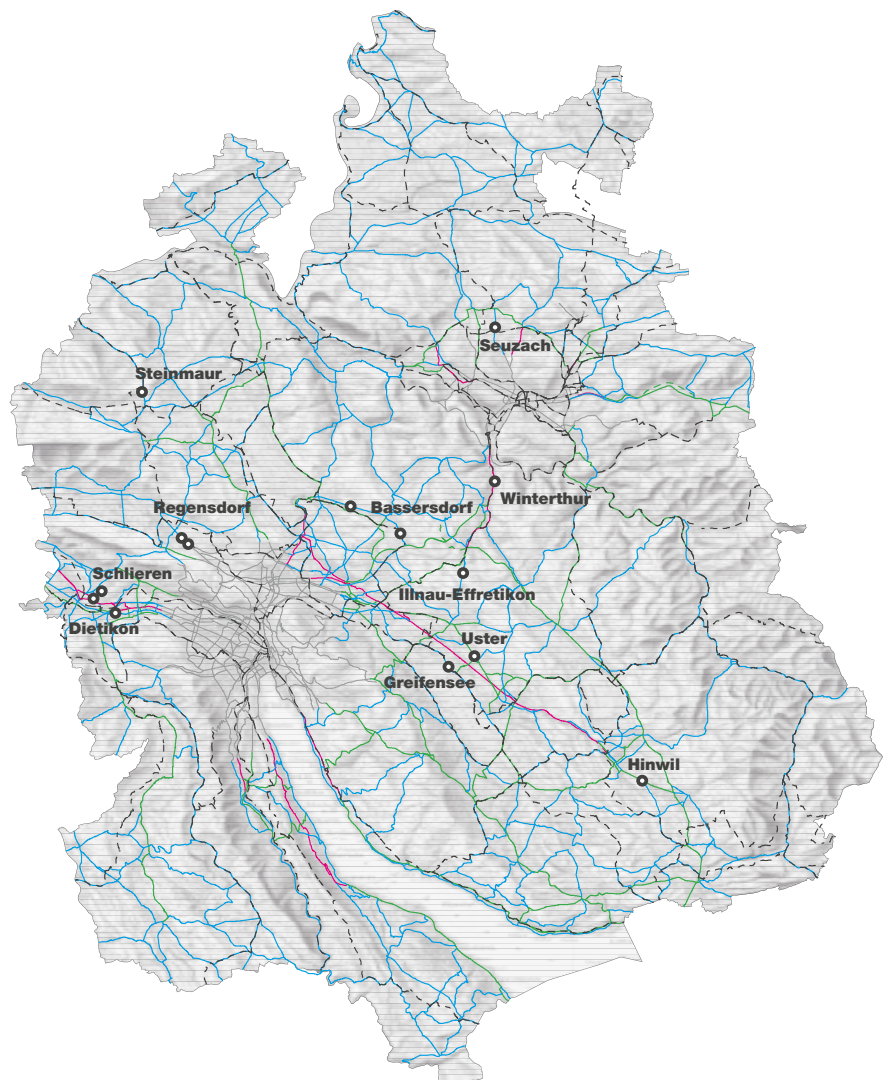 Seuzach
Steinmaur
Winterthur
Regensdorf
Bassersdorf
Schlieren
Illnau-Effretikon
Dietikon
Uster
Greifensee
Hinwil